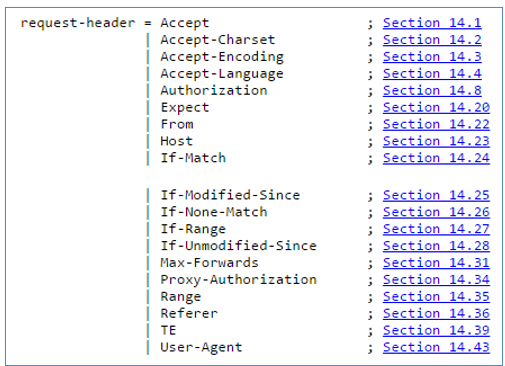 request-header = Accept ; Section 14.1
| Accept-Charset ; Section 14.2
| Accept-Encoding ; Section 14.3
| Accept-Language ; Section 14.4
| Authorization ; Section 14.8
| Expect ; Section 14.20
| From ; Section 14.22
| Host ; Section 14.23
| If-Match ; Section 14.24
| If-Modified-Since ; Section 14.25
| If-None-Match ; Section 14.26
| If-Range ; Section 14.27
| If-Unmodified-Since ; Section 14.28
| Max-Forwards ; Section 14.31
| Proxy-Authorization ; Section 14.34
| Range ; Section 14.35
| Referer ; Section 14.36
| TE ; Section 14.39
| User-Agent ; Section 14.43